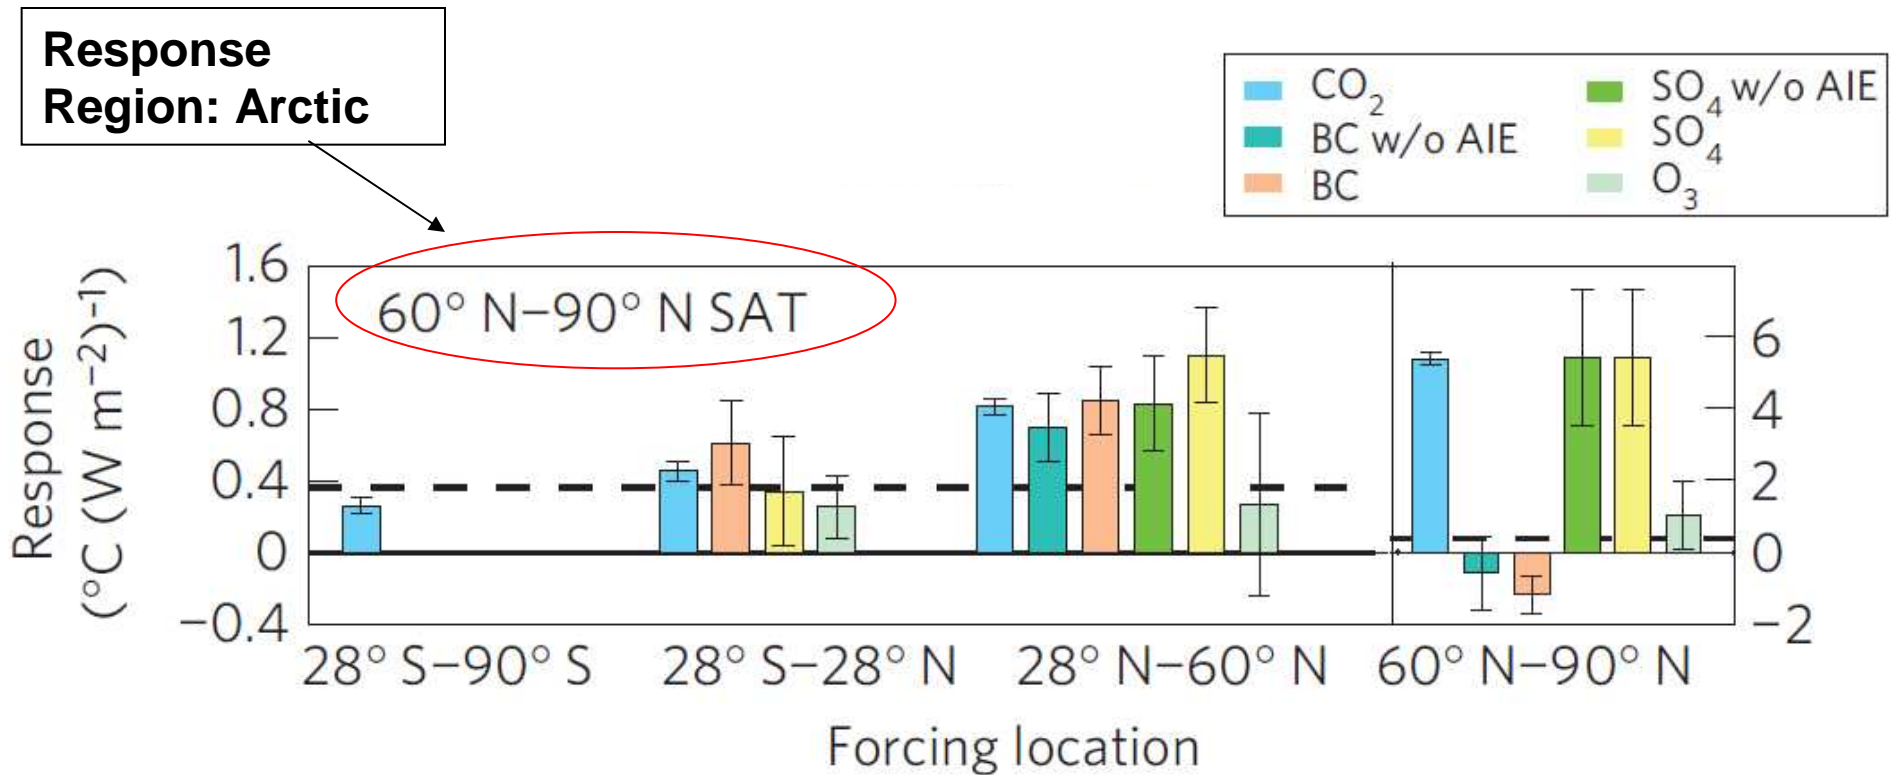 Response
Region: Arctic
CO₂
BC w/o AIE
BC
SO₄ w/o AIE
SO₄
O₃
60° N–90° N SAT
Response
(°C (W m⁻²)⁻¹)
1.6
1.2
0.8
0.4
0
−0.4
6
4
2
0
−2
28° S–90° S
28° S–28° N
28° N–60° N
60° N–90° N
Forcing location